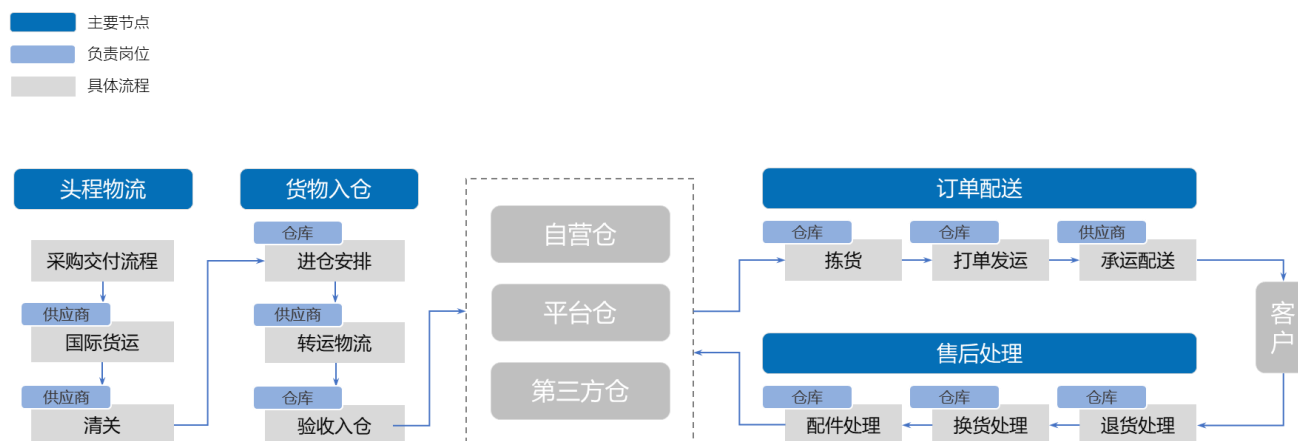 主要节点
负责岗位
具体流程
头程物流
采购交付流程
供应商
国际货运
供应商
清关
货物入仓
仓库
进仓安排
供应商
转运物流
仓库
验收入仓
自营仓
平台仓
第三方仓
订单配送
仓库
拣货
仓库
打单发运
供应商
承运配送
客户
售后处理
仓库
配件处理
仓库
换货处理
仓库
退货处理